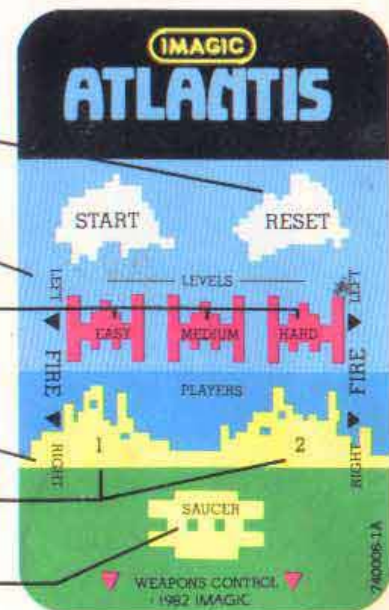 IMAGIC
ATLANTIS
START RESET
LEVELS
LEFT LEFT
EASY MEDIUM HARD
FIRE FIRE
PLAYERS
RIGHT RIGHT
1 2
SAUCER
WEAPONS CONTROL
1982 IMAGIC
740006-1A